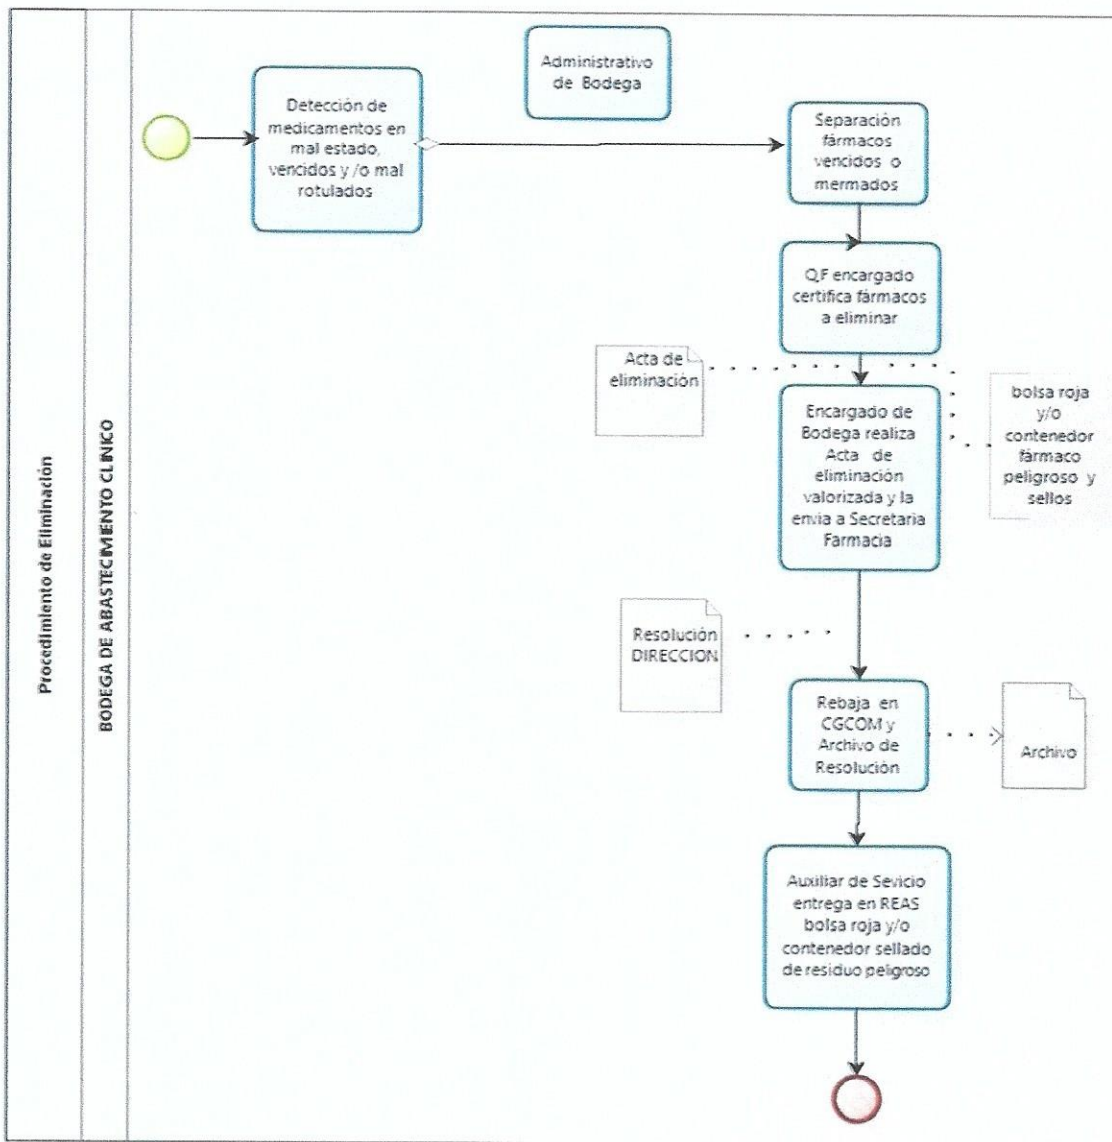 Procedimiento de Eliminación
BODEGA DE ABASTECIMIENTO CLINICO
Detección de
medicamentos en
mal estado,
vencidos y /o mal
rotulados
Administrativo
de Bodega
Separación
fármacos
vencidos o
mermados
QF encargado
certifica fármacos
a eliminar
Acta de
eliminación
Encargado de
Bodega realiza
Acta de
eliminación
valorizada y la
envia a Secretaria
Farmacia
bolsa roja
y/o
contenedor
fármaco
peligroso y
sellos
Resolución
DIRECCION
Rebaja en
CGCOM y
Archivo de
Resolución
Archivo
Auxiliar de Sevicio
entrega en REAS
bolsa roja y/o
contenedor sellado
de residuo peligroso